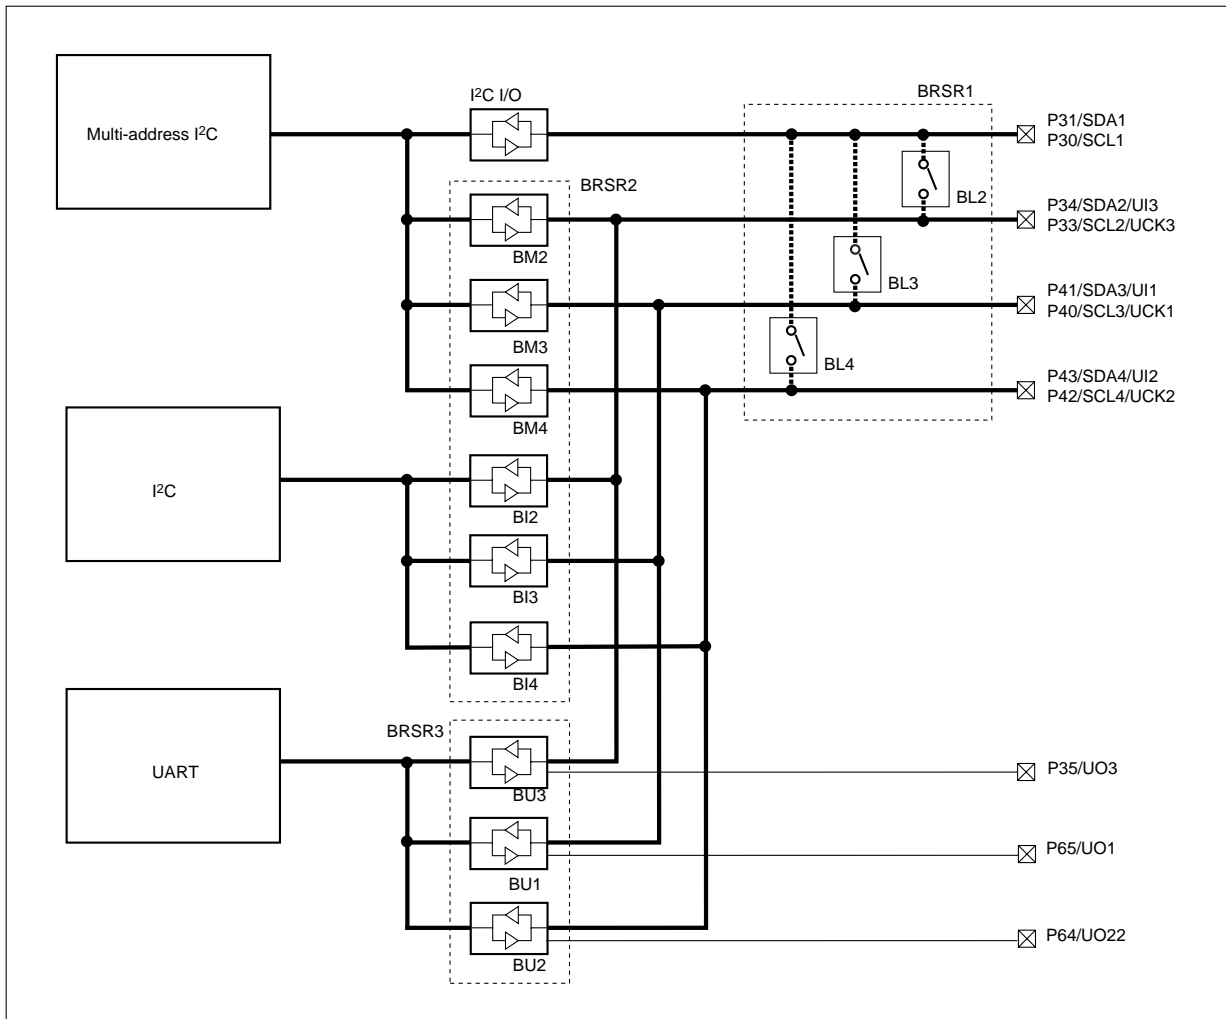 I²C I/O
BRSR1
Multi-address I²C
P31/SDA1
P30/SCL1
BRSR2
BL2
P34/SDA2/UI3
P33/SCL2/UCK3
BM2
BL3
P41/SDA3/UI1
P40/SCL3/UCK1
BM3
BL4
P43/SDA4/UI2
P42/SCL4/UCK2
BM4
I²C
BI2
BI3
BI4
BRSR3
UART
P35/UO3
BU3
P65/UO1
BU1
P64/UO22
BU2